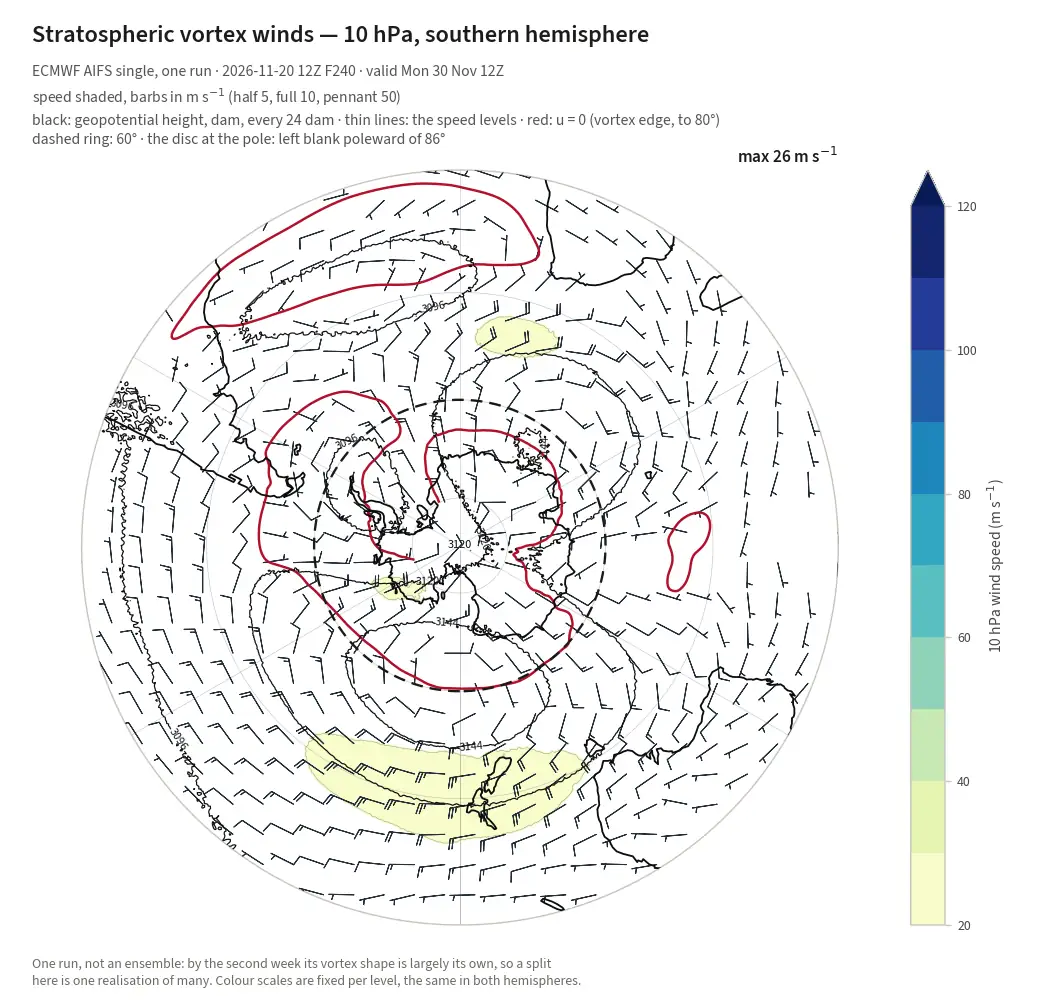 Stratospheric vortex winds — 10 hPa, southern hemisphere
ECMWF AIFS single, one run · 2026-11-20 12Z F240 · valid Mon 30 Nov 12Z
speed shaded, barbs in m s⁻¹ (half 5, full 10, pennant 50)
black: geopotential height, dam, every 24 dam · thin lines: the speed levels · red: u = 0 (vortex edge, to 80°)
dashed ring: 60° · the disc at the pole: left blank poleward of 86°
max 26 m s⁻¹
120
100
80
60
40
20
10 hPa wind speed (m s⁻¹)
3096
3096
3096
3120
3120
3144
3144
3096
One run, not an ensemble: by the second week its vortex shape is largely its own, so a split
here is one realisation of many. Colour scales are fixed per level, the same in both hemispheres.